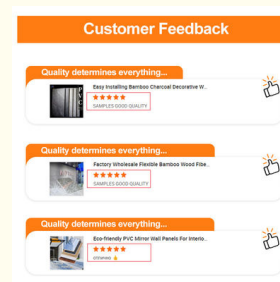 Customer Feedback
Quality determines everything...
Easy Installing Bamboo Charcoal Decorative W..
SAMPLES GOOD QUALITY
Quality determines everything...
Factory Wholesale Flexible Bamboo Wood Fibe..
SAMPLES GOOD QUALITY
Quality determines everything...
Eco-friendly PVC Mirror Wall Panels For Interio..